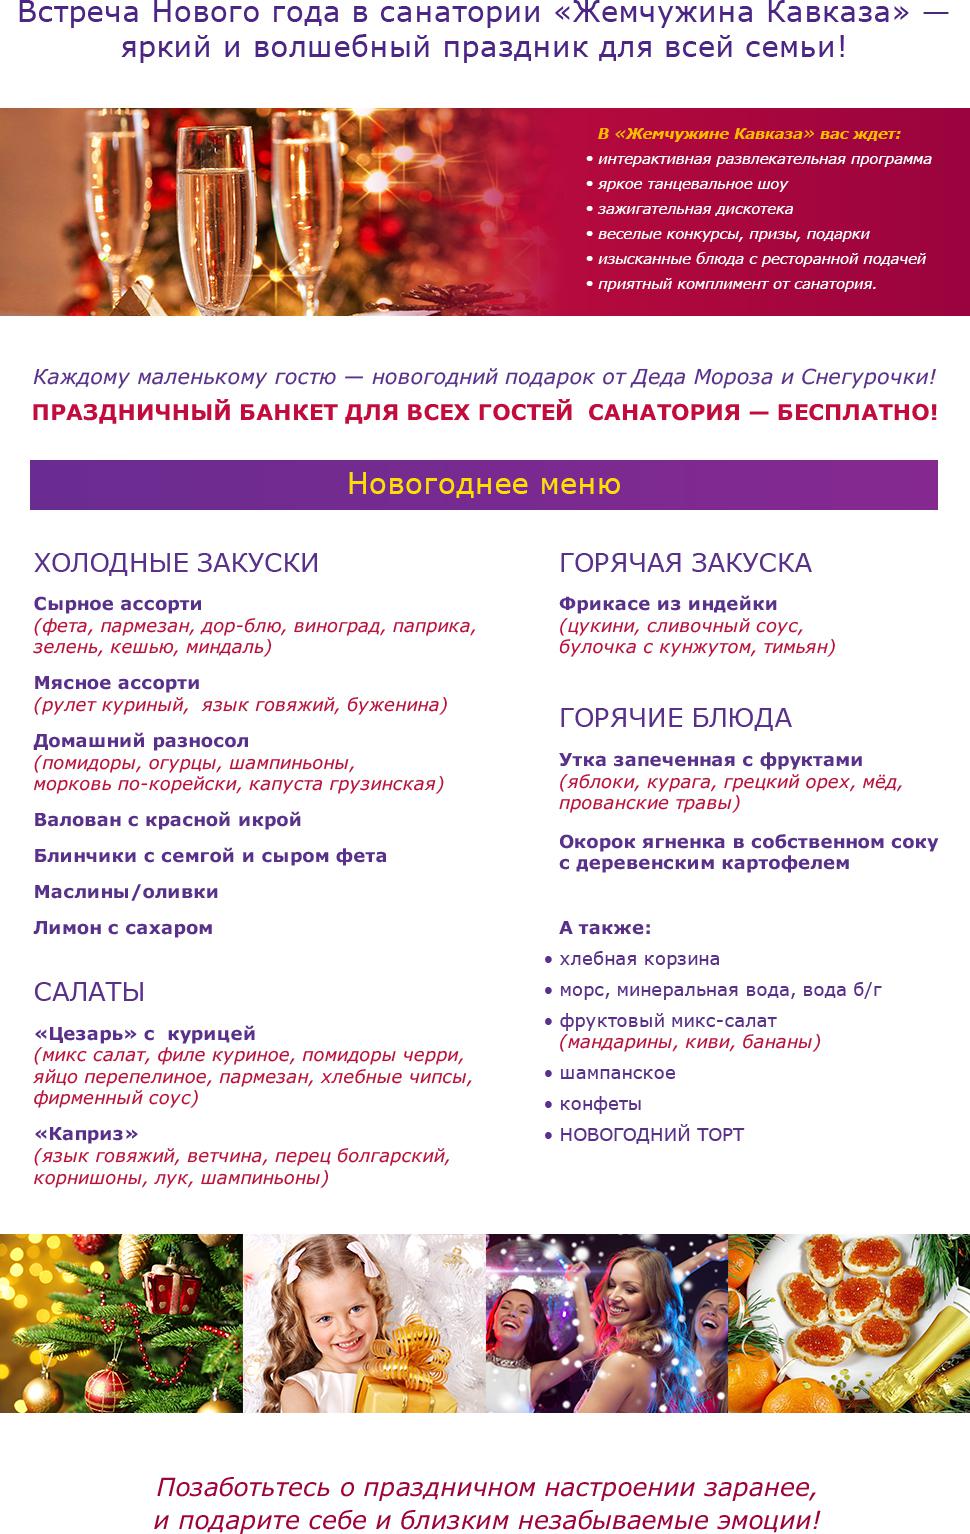 Встреча Нового года в санатории «Жемчужина Кавказа» —
яркий и волшебный праздник для всей семьи!
В «Жемчужине Кавказа» вас ждет:
• интерактивная развлекательная программа
• яркое танцевальное шоу
• зажигательная дискотека
• веселые конкурсы, призы, подарки
• изысканные блюда с ресторанной подачей
• приятный комплимент от санатория.
Каждому маленькому гостю — новогодний подарок от Деда Мороза и Снегурочки!
ПРАЗДНИЧНЫЙ БАНКЕТ ДЛЯ ВСЕХ ГОСТЕЙ САНАТОРИЯ — БЕСПЛАТНО!
Новогоднее меню
ХОЛОДНЫЕ ЗАКУСКИ
Сырное ассорти
(фета, пармезан, дор-блю, виноград, паприка,
зелень, кешью, миндаль)
Мясное ассорти
(рулет куриный, язык говяжий, буженина)
Домашний разносол
(помидоры, огурцы, шампиньоны,
морковь по-корейски, капуста грузинская)
Валован с красной икрой
Блинчики с семгой и сыром фета
Маслины/оливки
Лимон с сахаром
САЛАТЫ
«Цезарь» с курицей
(микс салат, филе куриное, помидоры черри,
яйцо перепелиное, пармезан, хлебные чипсы,
фирменный соус)
«Каприз»
(язык говяжий, ветчина, перец болгарский,
корнишоны, лук, шампиньоны)
ГОРЯЧАЯ ЗАКУСКА
Фрикасе из индейки
(цукини, сливочный соус,
булочка с кунжутом, тимьян)
ГОРЯЧИЕ БЛЮДА
Утка запеченная с фруктами
(яблоки, курага, грецкий орех, мёд,
прованские травы)
Окорок ягненка в собственном соку
с деревенским картофелем
А также:
• хлебная корзина
• морс, минеральная вода, вода б/г
• фруктовый микс-салат
(мандарины, киви, бананы)
• шампанское
• конфеты
• НОВОГОДНИЙ ТОРТ
Позаботьтесь о праздничном настроении заранее,
и подарите себе и близким незабываемые эмоции!